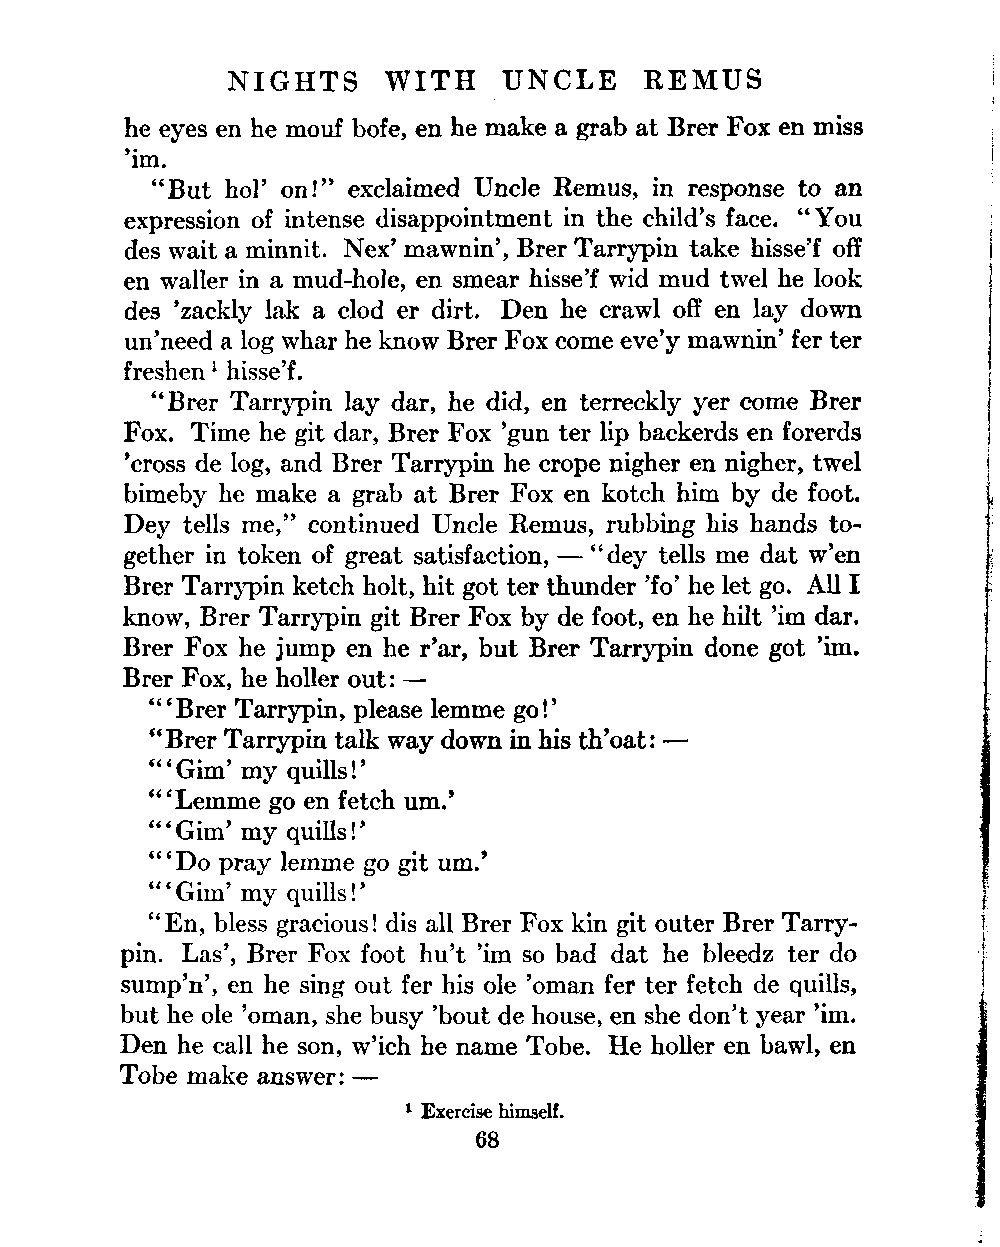 NIGHTS WITH UNCLE REMUS
he eyes en he mouf bofe, en he make a grab at Brer Fox en miss
’im.
“But hol’ on!” exclaimed Uncle Remus, in response to an
expression of intense disappointment in the child’s face. “You
des wait a minnit. Nex’ mawnin’, Brer Tarrypin take hisse’f off
en waller in a mud-hole, en smear hisse’f wid mud twel he look
des ’zackly lak a clod er dirt. Den he crawl off en lay down
un’need a log whar he know Brer Fox come eve’y mawnin’ fer ter
freshen ¹ hisse’f.
“Brer Tarrypin lay dar, he did, en terreckly yer come Brer
Fox. Time he git dar, Brer Fox ’gun ter lip backerds en forerds
’cross de log, and Brer Tarrypin he crope nigher en nigher, twel
bimeby he make a grab at Brer Fox en kotch him by de foot.
Dey tells me,” continued Uncle Remus, rubbing his hands to-
gether in token of great satisfaction, — “dey tells me dat w’en
Brer Tarrypin ketch holt, hit got ter thunder ’fo’ he let go. All I
know, Brer Tarrypin git Brer Fox by de foot, en he hilt ’im dar.
Brer Fox he jump en he r’ar, but Brer Tarrypin done got ’im.
Brer Fox, he holler out: —
“‘Brer Tarrypin, please lemme go!’
“Brer Tarrypin talk way down in his th’oat: —
“‘Gim’ my quills!’
“‘Lemme go en fetch um.’
“‘Gim’ my quills!’
“‘Do pray lemme go git um.’
“‘Gim’ my quills!’
“En, bless gracious! dis all Brer Fox kin git outer Brer Tarry-
pin. Las’, Brer Fox foot hu’t ’im so bad dat he bleedz ter do
sump’n’, en he sing out fer his ole ’oman fer ter fetch de quills,
but he ole ’oman, she busy ’bout de house, en she don’t year ’im.
Den he call he son, w’ich he name Tobe. He holler en bawl, en
Tobe make answer: —
¹ Exercise himself.
68